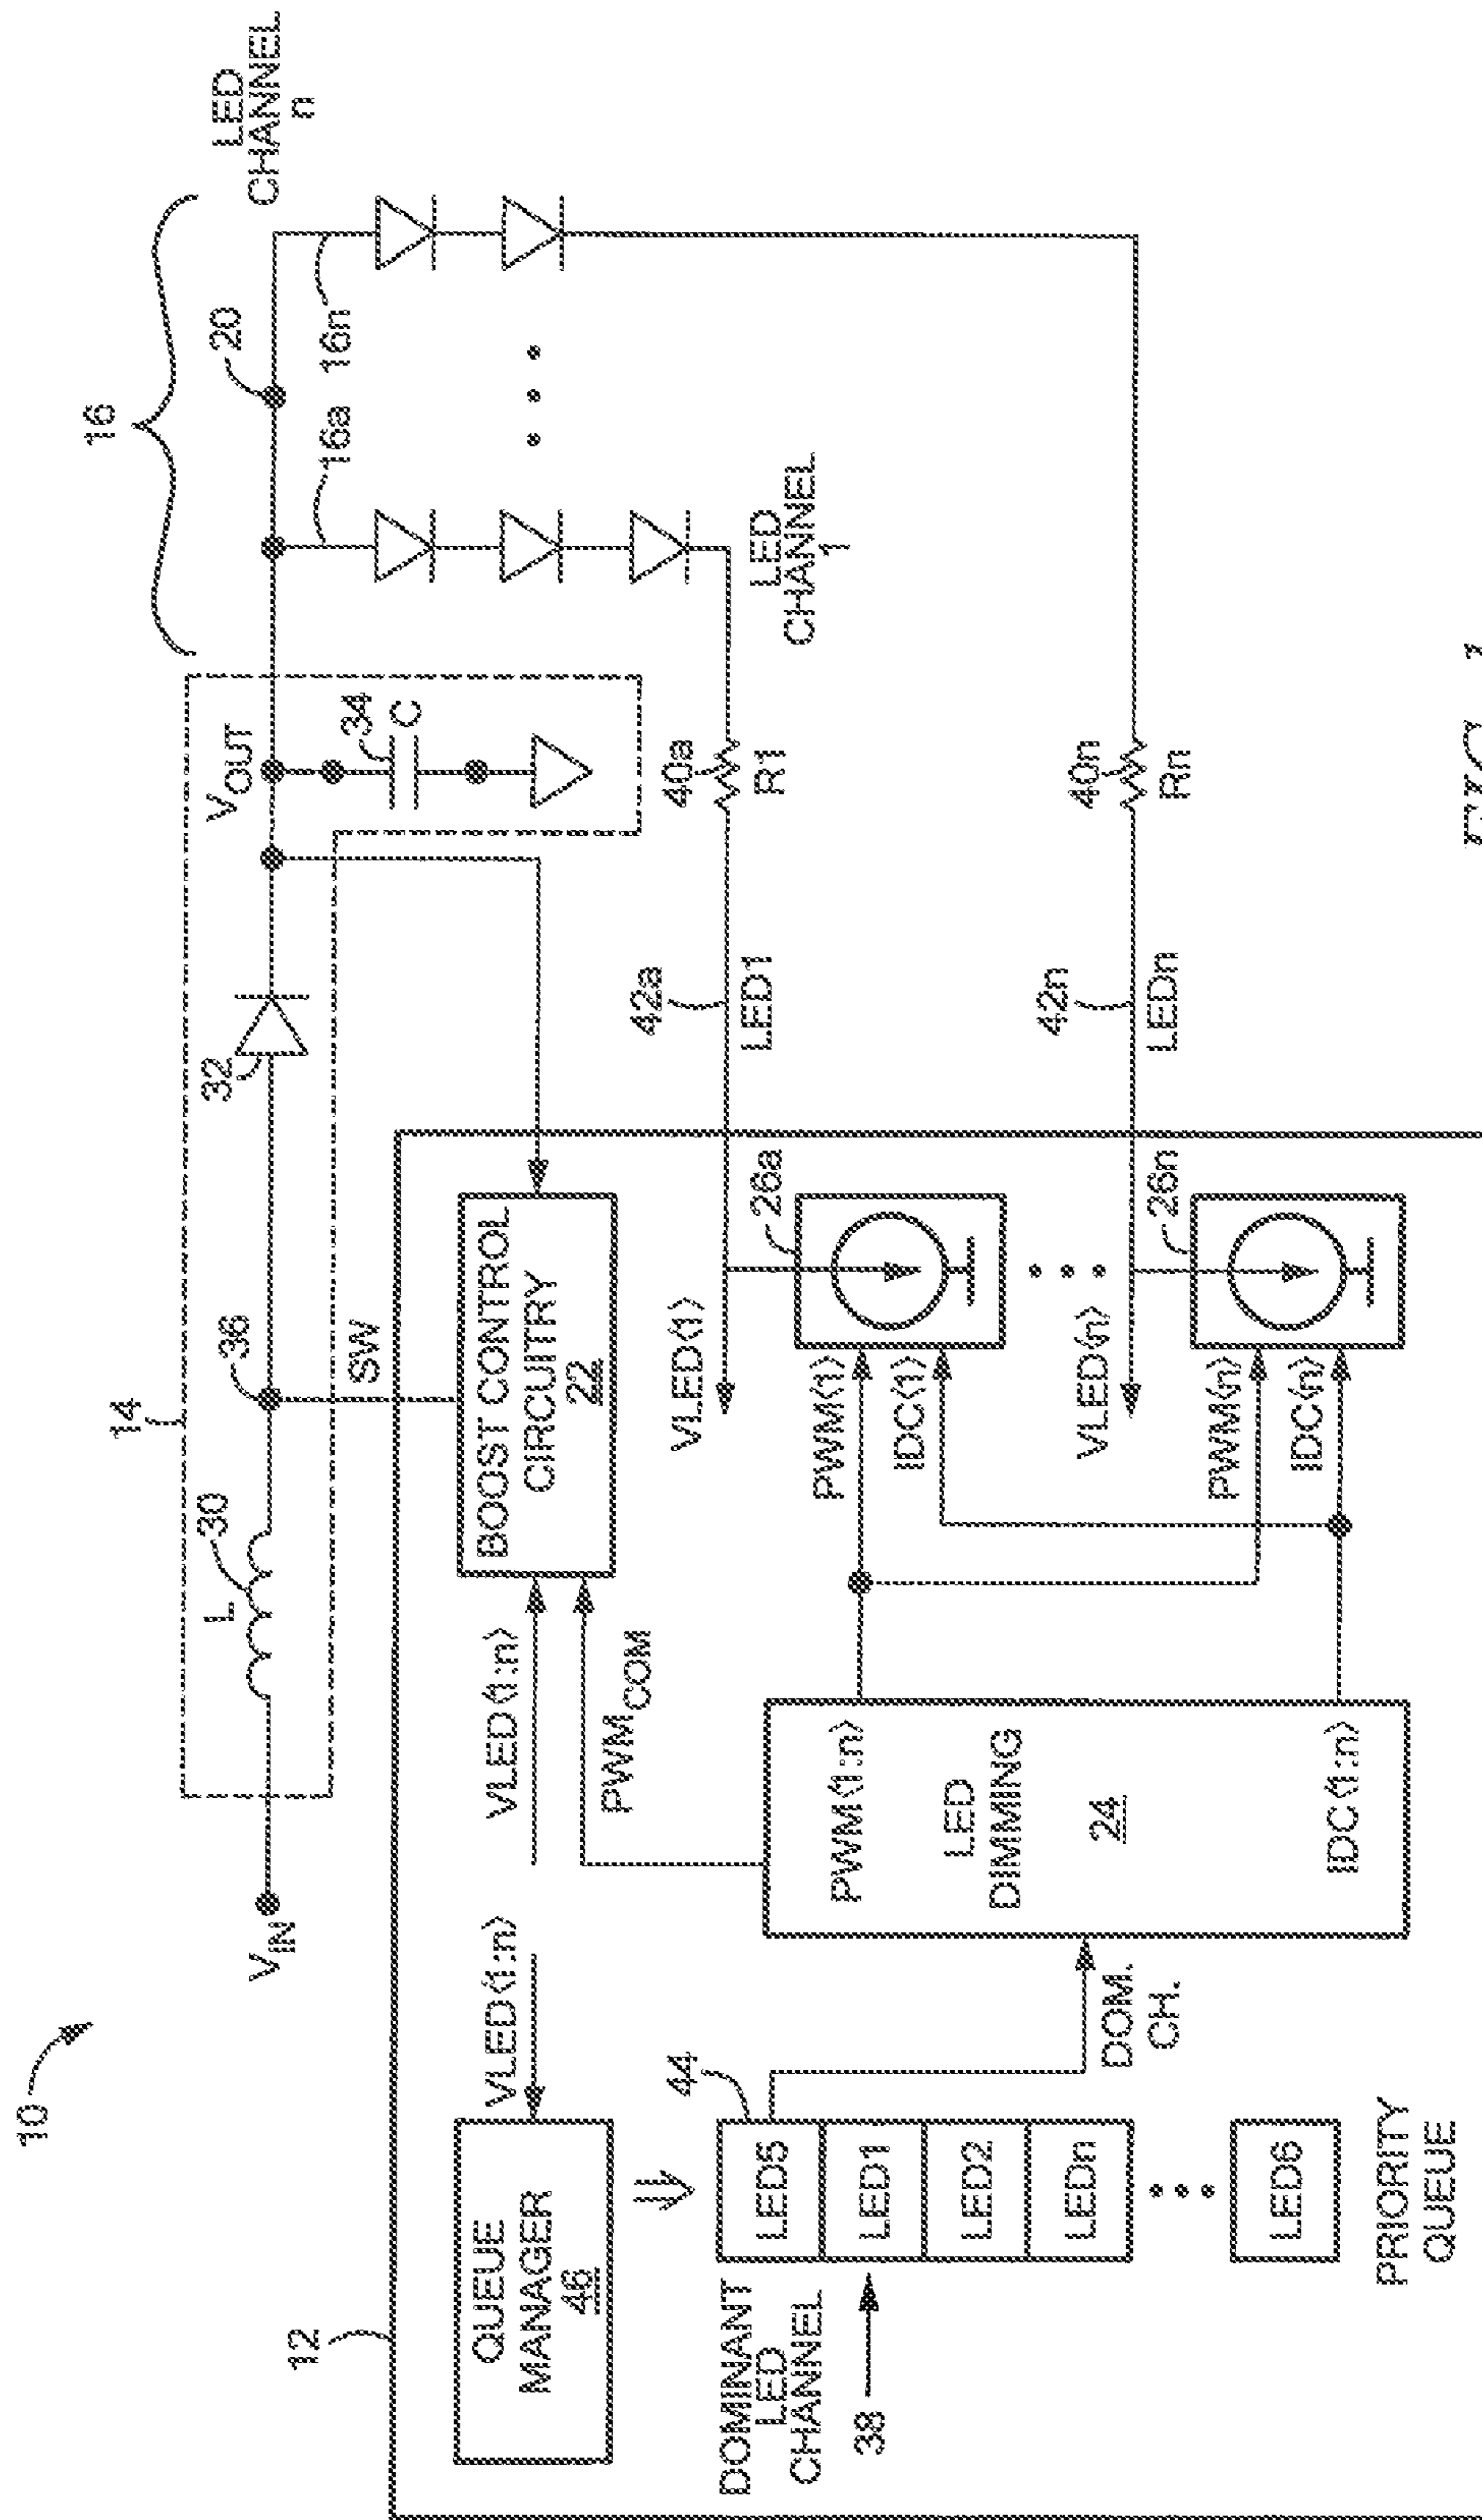 10
14
16
V_IN
L
30
36
32
V_OUT
34
C
20
LED
CHANNEL
n
16a
16n
SW
12
QUEUE
MANAGER
46
VLED⟨1:n⟩
VLED⟨1:n⟩
PWM_COM
BOOST CONTROL
CIRCUITRY
22
DOMINANT
LED
CHANNEL
38
44
LED5
LED1
LED2
LEDn
LED6
PRIORITY
QUEUE
DOM.
CH.
PWM⟨1:n⟩
LED
DIMMING
24
IDC⟨1:n⟩
VLED⟨1⟩
PWM⟨1⟩
IDC⟨1⟩
26a
VLED⟨n⟩
PWM⟨n⟩
IDC⟨n⟩
26n
42a
LED1
40a
R1
LED
CHANNEL
1
42n
LEDn
40n
Rn
FIG. 1